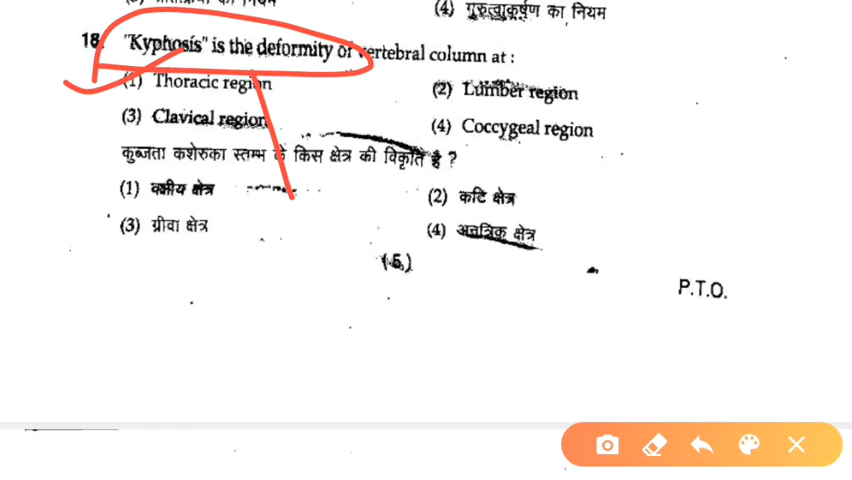 (4) गुरुत्वाकर्षण का नियम
18. "Kyphosis" is the deformity of vertebral column at :
(1) Thoracic region (2) Lumber region
(3) Clavical region (4) Coccygeal region
कुब्जता कशेरुका स्तम्भ के किस क्षेत्र की विकृति है ?
(1) वक्षीय क्षेत्र (2) कटि क्षेत्र
(3) ग्रीवा क्षेत्र (4) क्षेत्र
(5)
P.T.O.